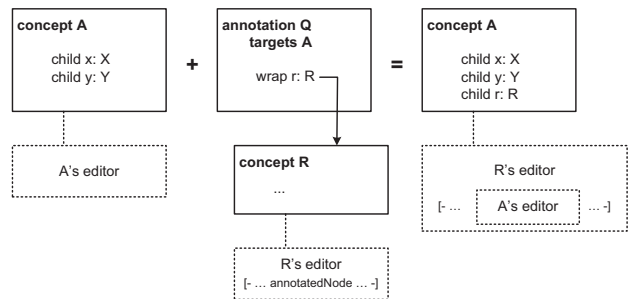 concept A
child x: X
child y: Y
A's editor
+
annotation Q
targets A
wrap r: R
concept R
...
R's editor
[- ... annotatedNode ... -]
=
concept A
child x: X
child y: Y
child r: R
R's editor
[- ... A's editor ... -]